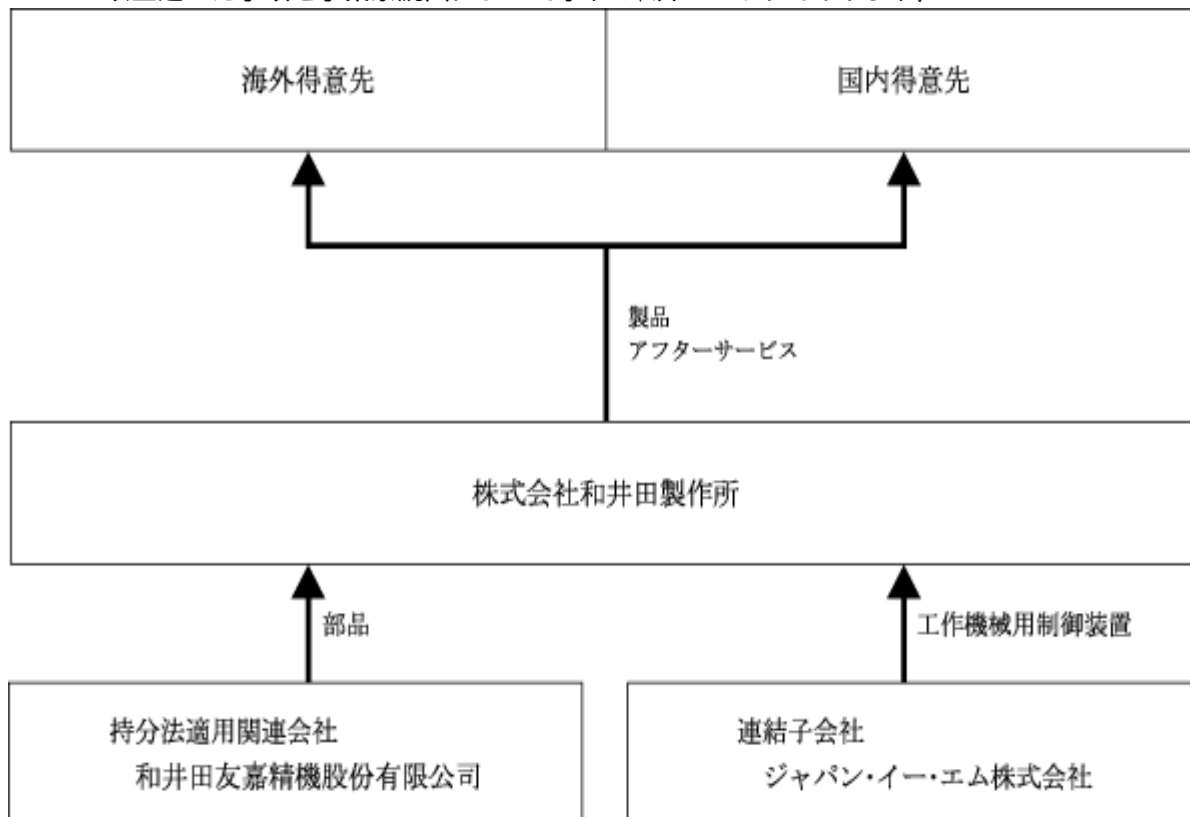 海外得意先
国内得意先
製品
アフターサービス
株式会社和井田製作所
部品
工作機械用制御装置
持分法適用関連会社
和井田友嘉精機股份有限公司
連結子会社
ジャパン・イー・エム株式会社